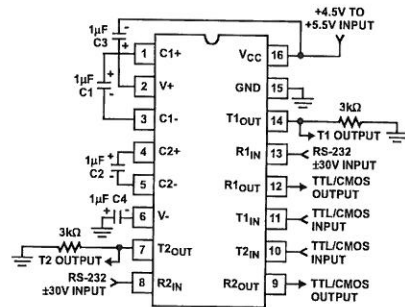 +4.5V TO
+5.5V INPUT
1µF
C3
- 
+
1 C1+
VCC 16
1µF
C1
+
-
2 V+
GND 15
3kΩ
3 C1-
T1OUT 14
T1 OUTPUT
4 C2+
R1IN 13
RS-232
±30V INPUT
1µF
C2
+
-
5 C2-
R1OUT 12
TTL/CMOS
OUTPUT
1µF C4
+ -
6 V-
T1IN 11
TTL/CMOS
INPUT
3kΩ
7 T2OUT
T2IN 10
TTL/CMOS
INPUT
T2 OUTPUT
RS-232
±30V INPUT
8 R2IN
R2OUT 9
TTL/CMOS
OUTPUT